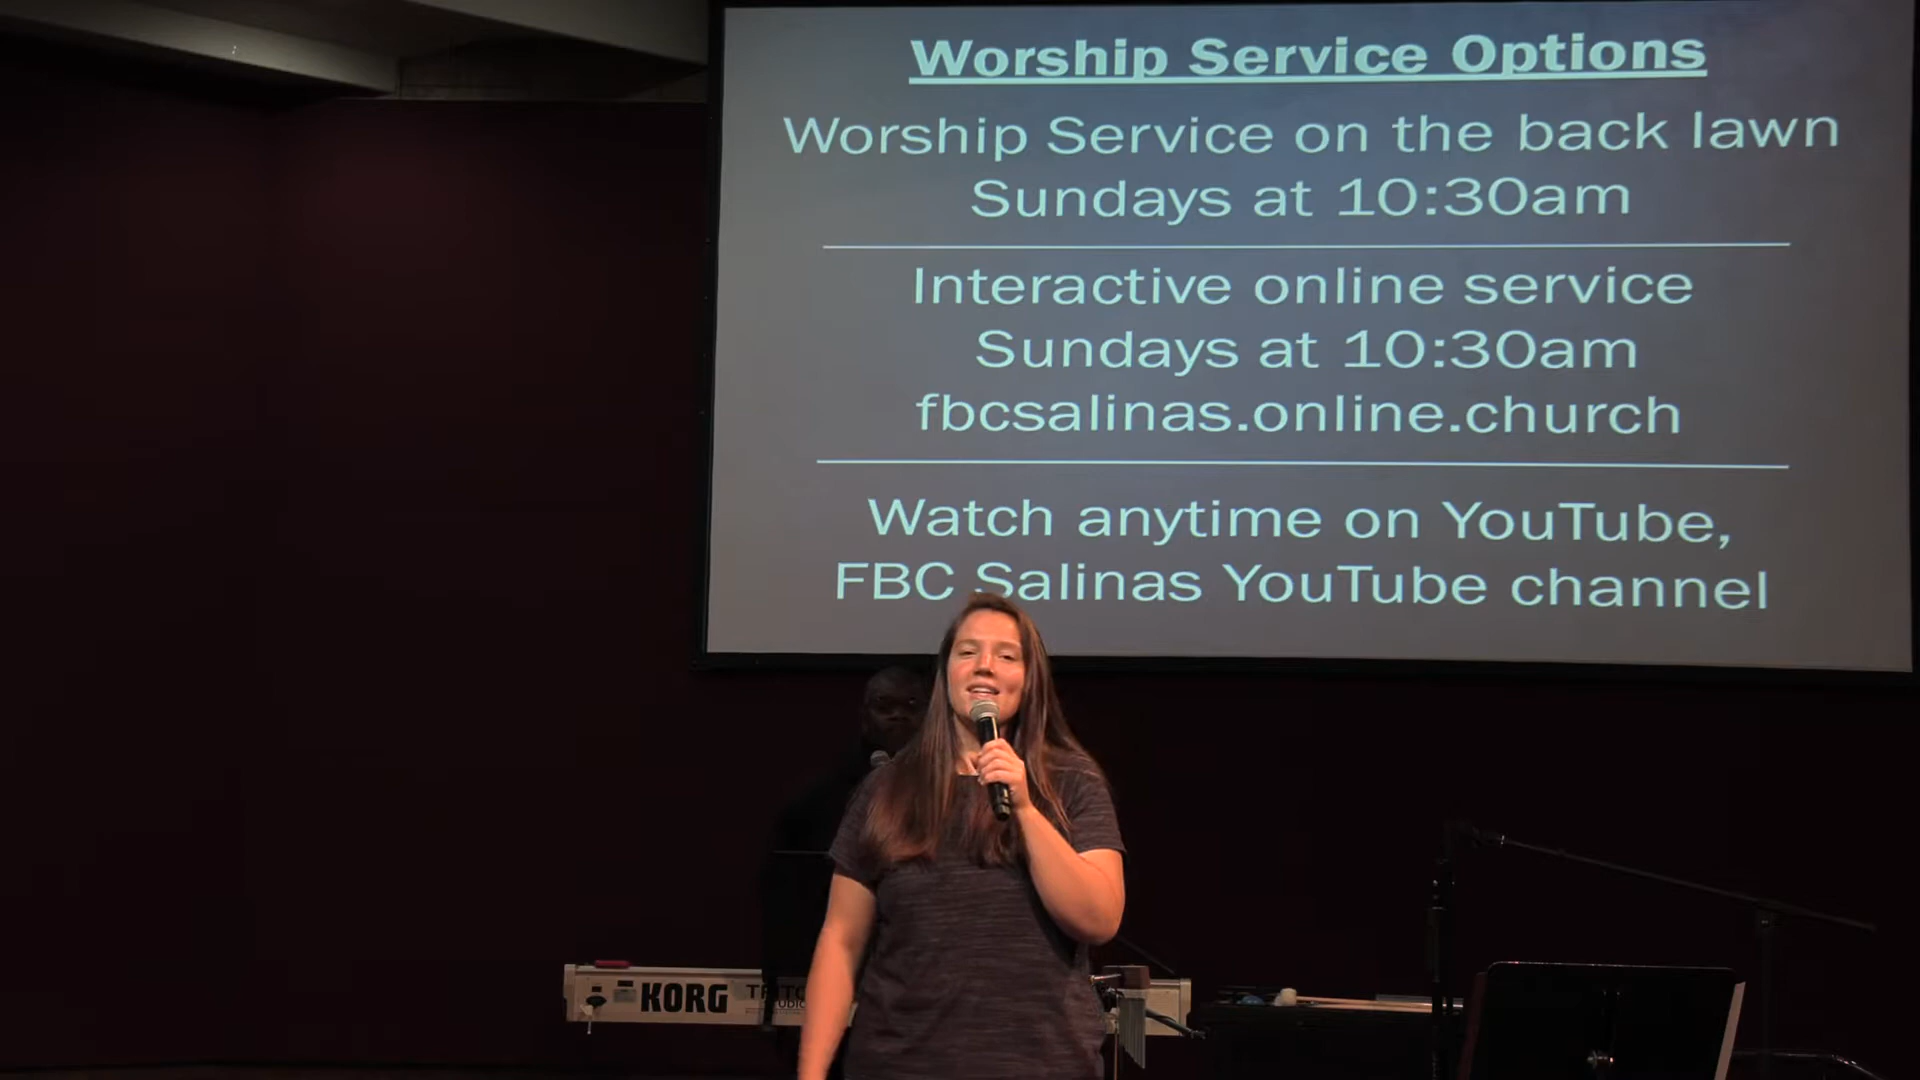 Worship Service Options
Worship Service on the back lawn
Sundays at 10:30am
Interactive online service
Sundays at 10:30am
fbcsalinas.online.church
Watch anytime on YouTube,
FBC Salinas YouTube channel
KORG